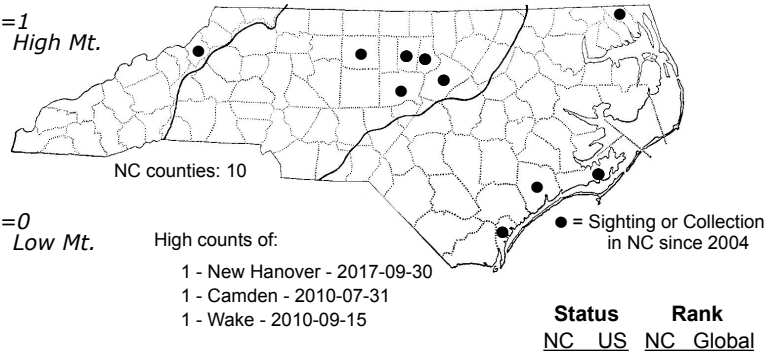 =1
High Mt.
NC counties: 10
=0
Low Mt.
High counts of:
1 - New Hanover - 2017-09-30
1 - Camden - 2010-07-31
1 - Wake - 2010-09-15
● = Sighting or Collection
in NC since 2004
Status Rank
NC US NC Global